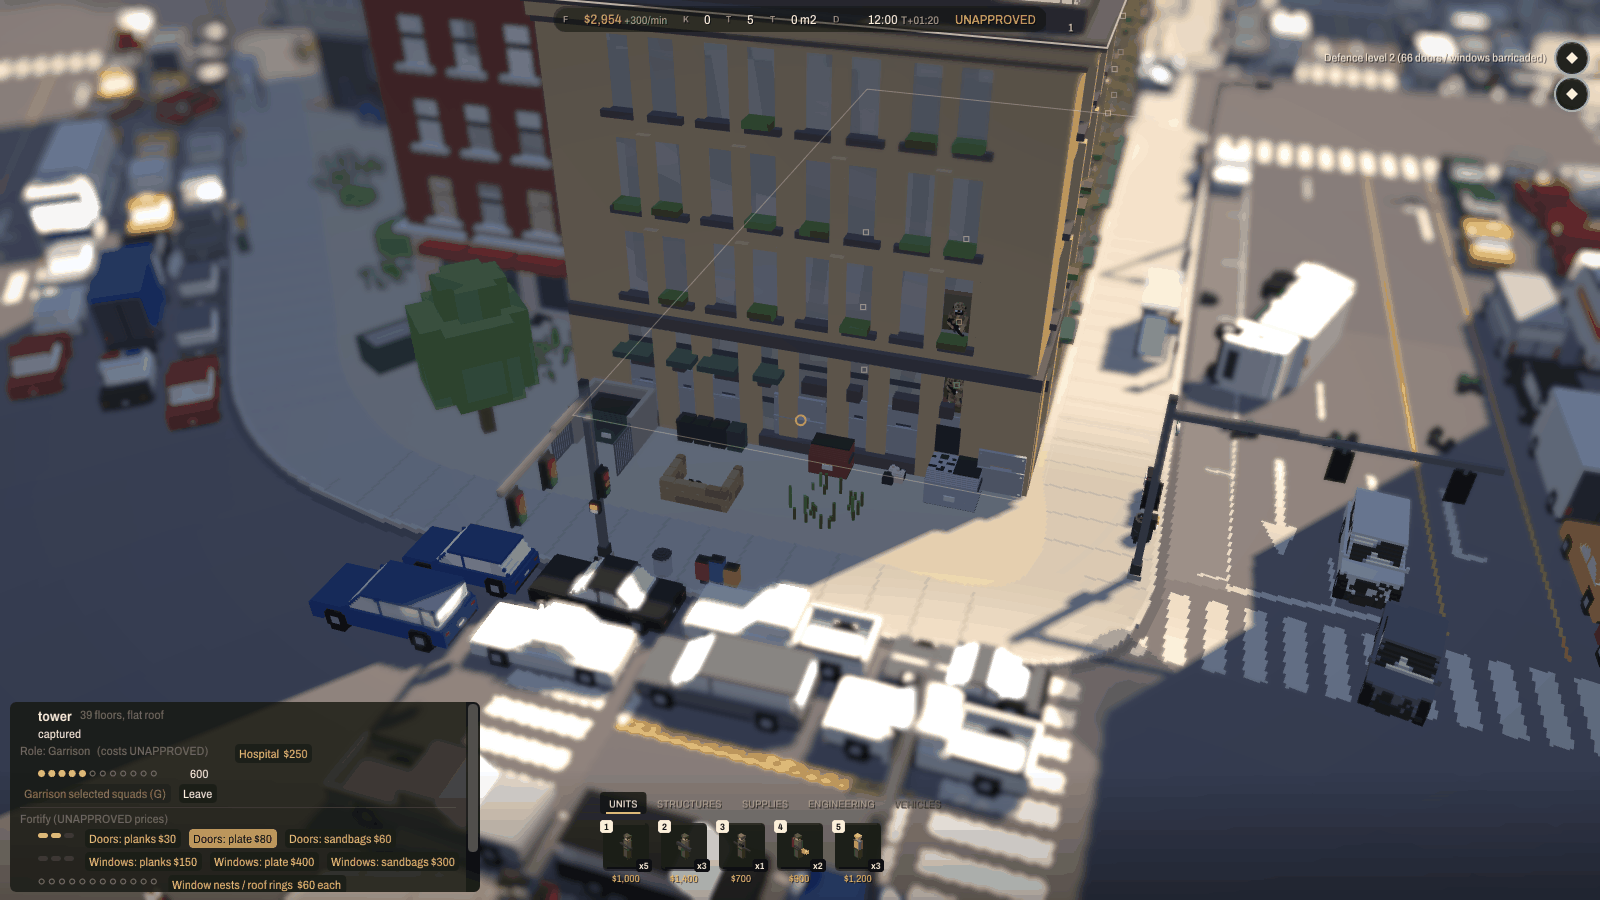 F $2,954 +300/min K 0 T 5 T 0 m2 D 12:00 T+01:20 UNAPPROVED 1
Defence level 2 (66 doors / windows barricaded)
tower 39 floors, flat roof
captured
Role: Garrison (costs UNAPPROVED) Hospital $250
600
Garrison selected squads (G) Leave
Fortify (UNAPPROVED prices)
Doors: planks $30 Doors: plate $80 Doors: sandbags $60
Windows: planks $150 Windows: plate $400 Windows: sandbags $300
Window nests / roof rings $60 each
UNITS STRUCTURES SUPPLIES ENGINEERING VEHICLES
1 2 3 4 5
x5 x3 x1 x2 x3
$1,000 $1,400 $700 $900 $1,200